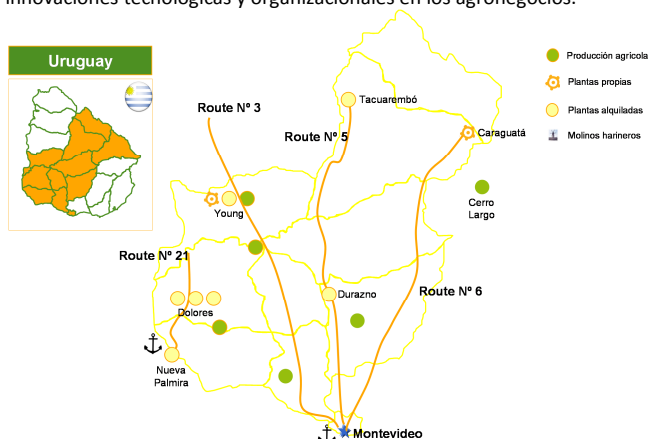 innovaciones tecnológicas y organizacionales en los agronegocios.
Uruguay
Producción agrícola
Plantas propias
Plantas alquiladas
Molinos harineros
Route Nº 3
Tacuarembó
Route Nº 5
Caraguatá
Cerro
Largo
Young
Route Nº 21
Durazno
Route Nº 6
Dolores
Nueva
Palmira
Montevideo